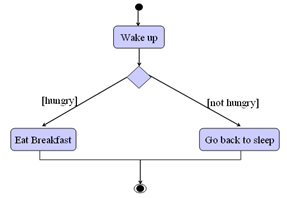 Wake up
[hungry]
[not hungry]
Eat Breakfast
Go back to sleep